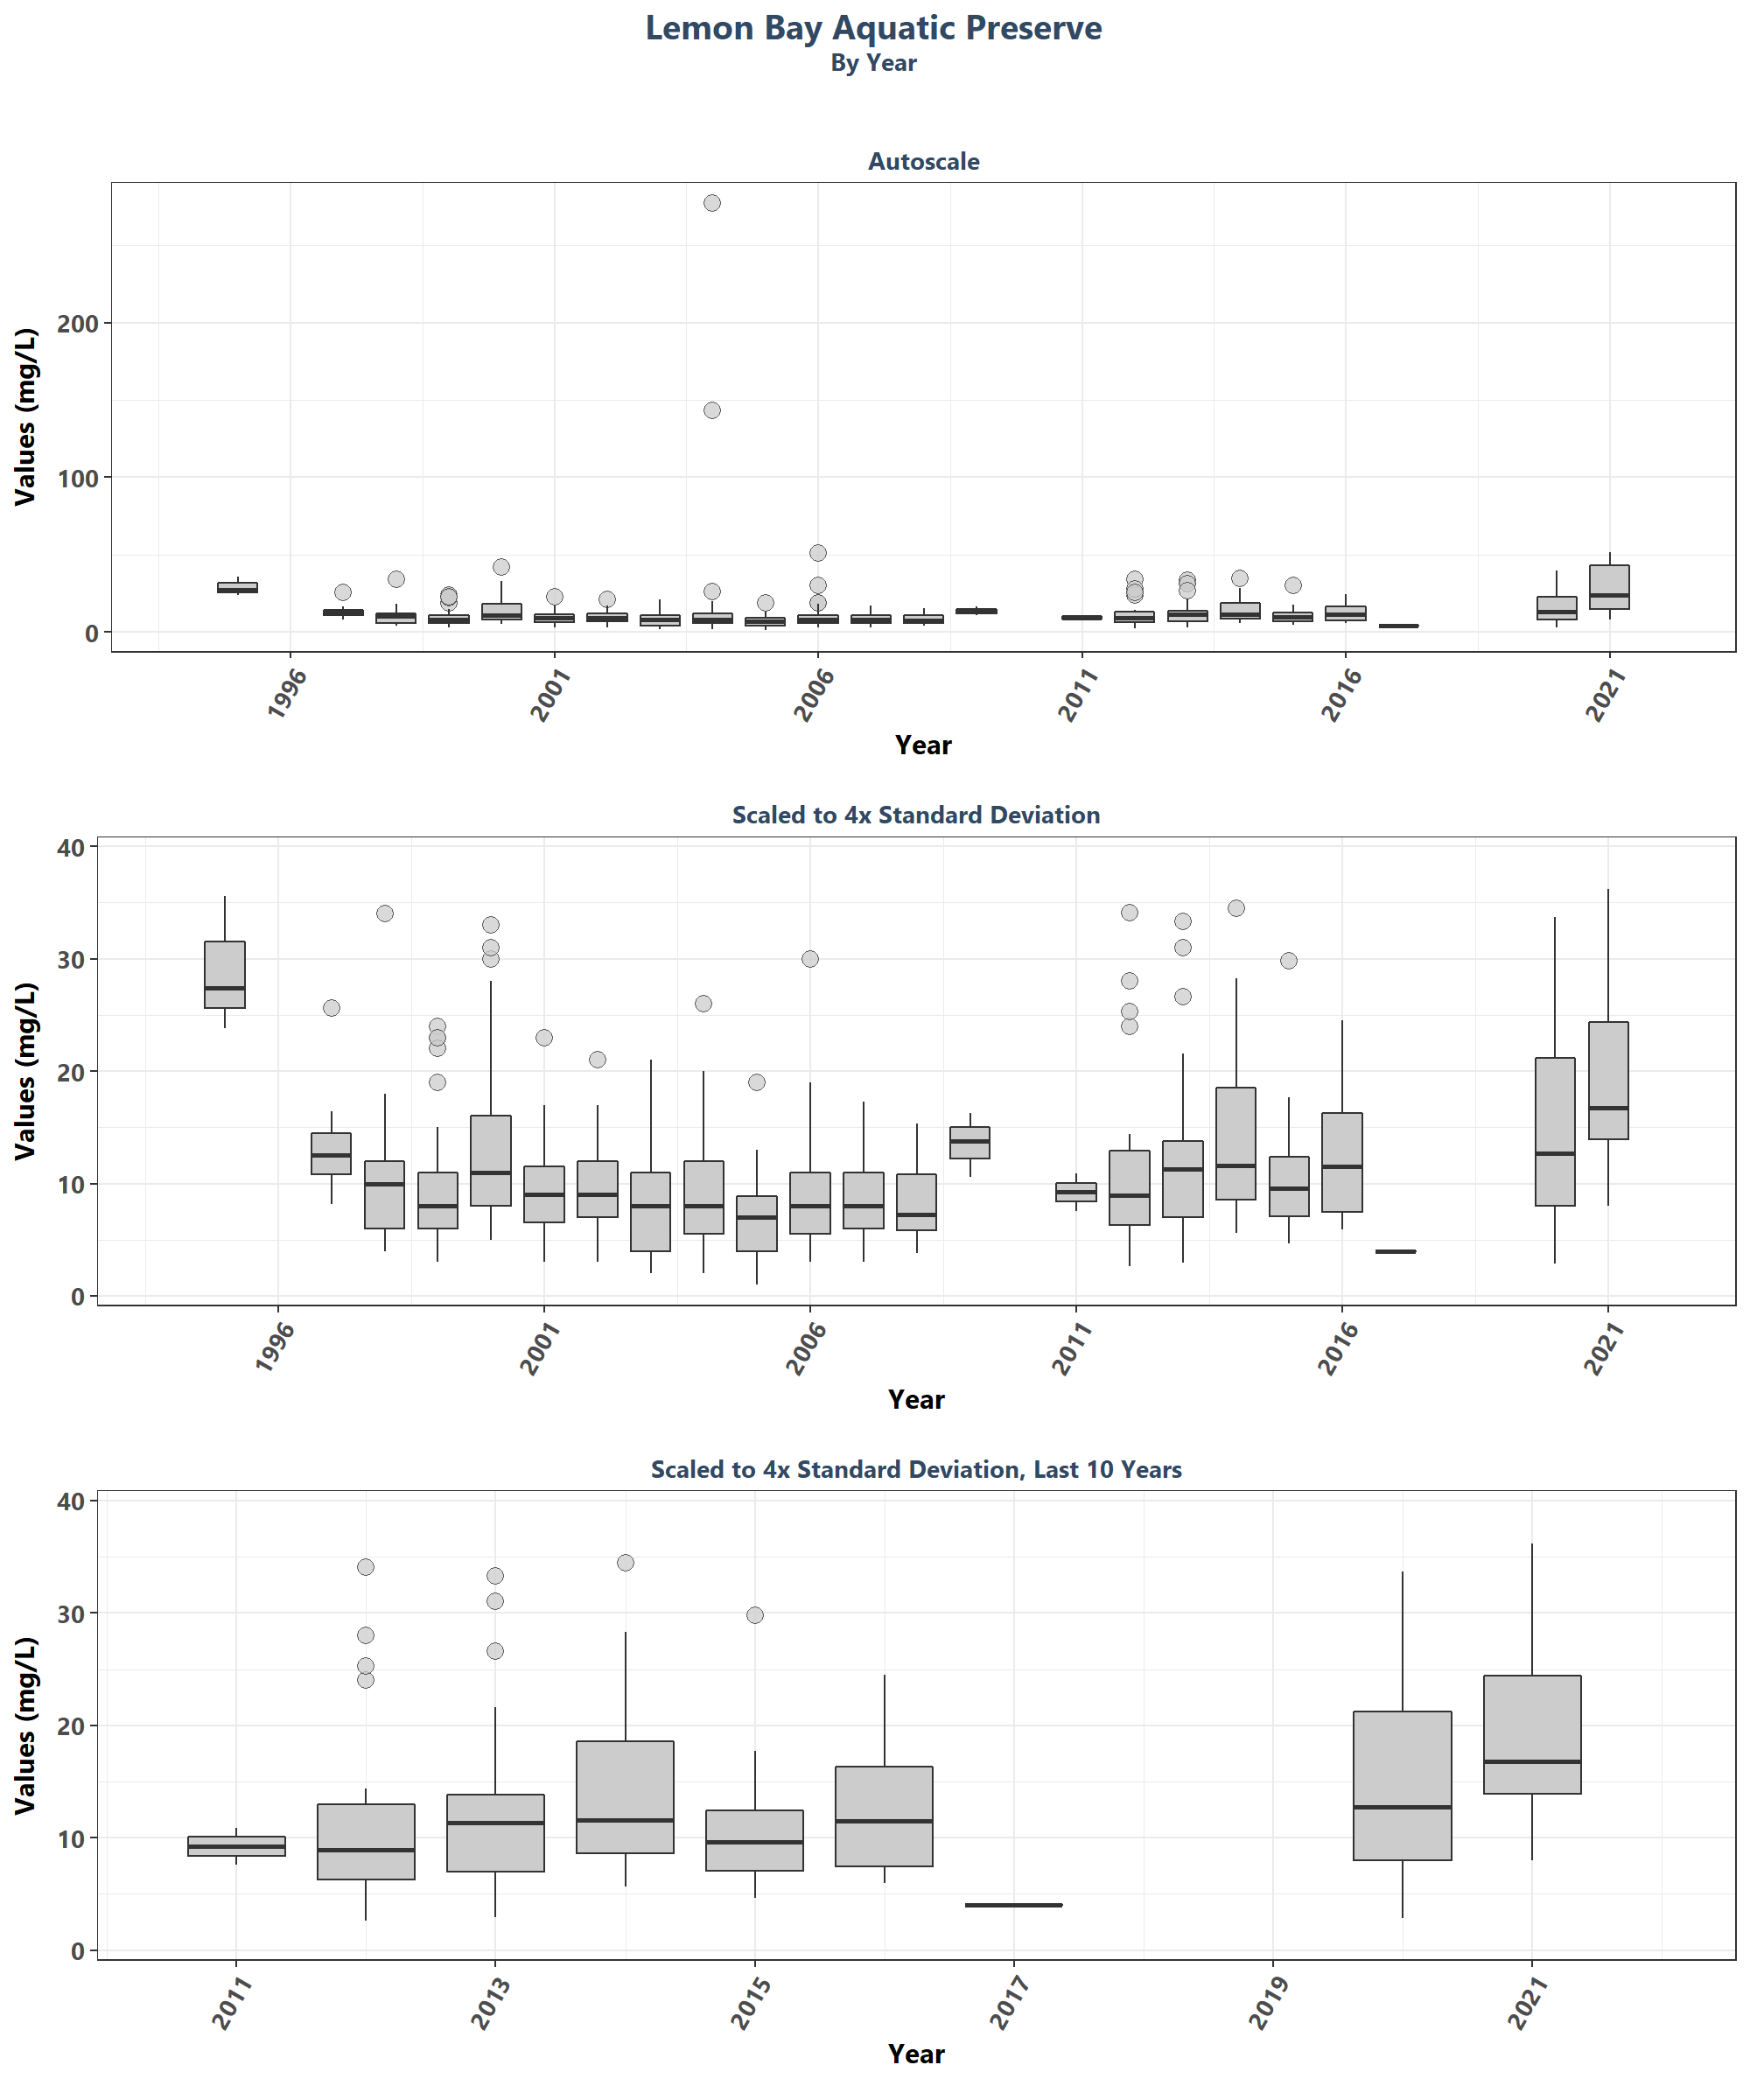 Lemon Bay Aquatic Preserve
By Year
Autoscale
Values (mg/L)
200
100
0
1996
2001
2006
2011
2016
2021
Year
Scaled to 4x Standard Deviation
Values (mg/L)
40
30
20
10
0
1996
2001
2006
2011
2016
2021
Year
Scaled to 4x Standard Deviation, Last 10 Years
Values (mg/L)
40
30
20
10
0
2011
2013
2015
2017
2019
2021
Year